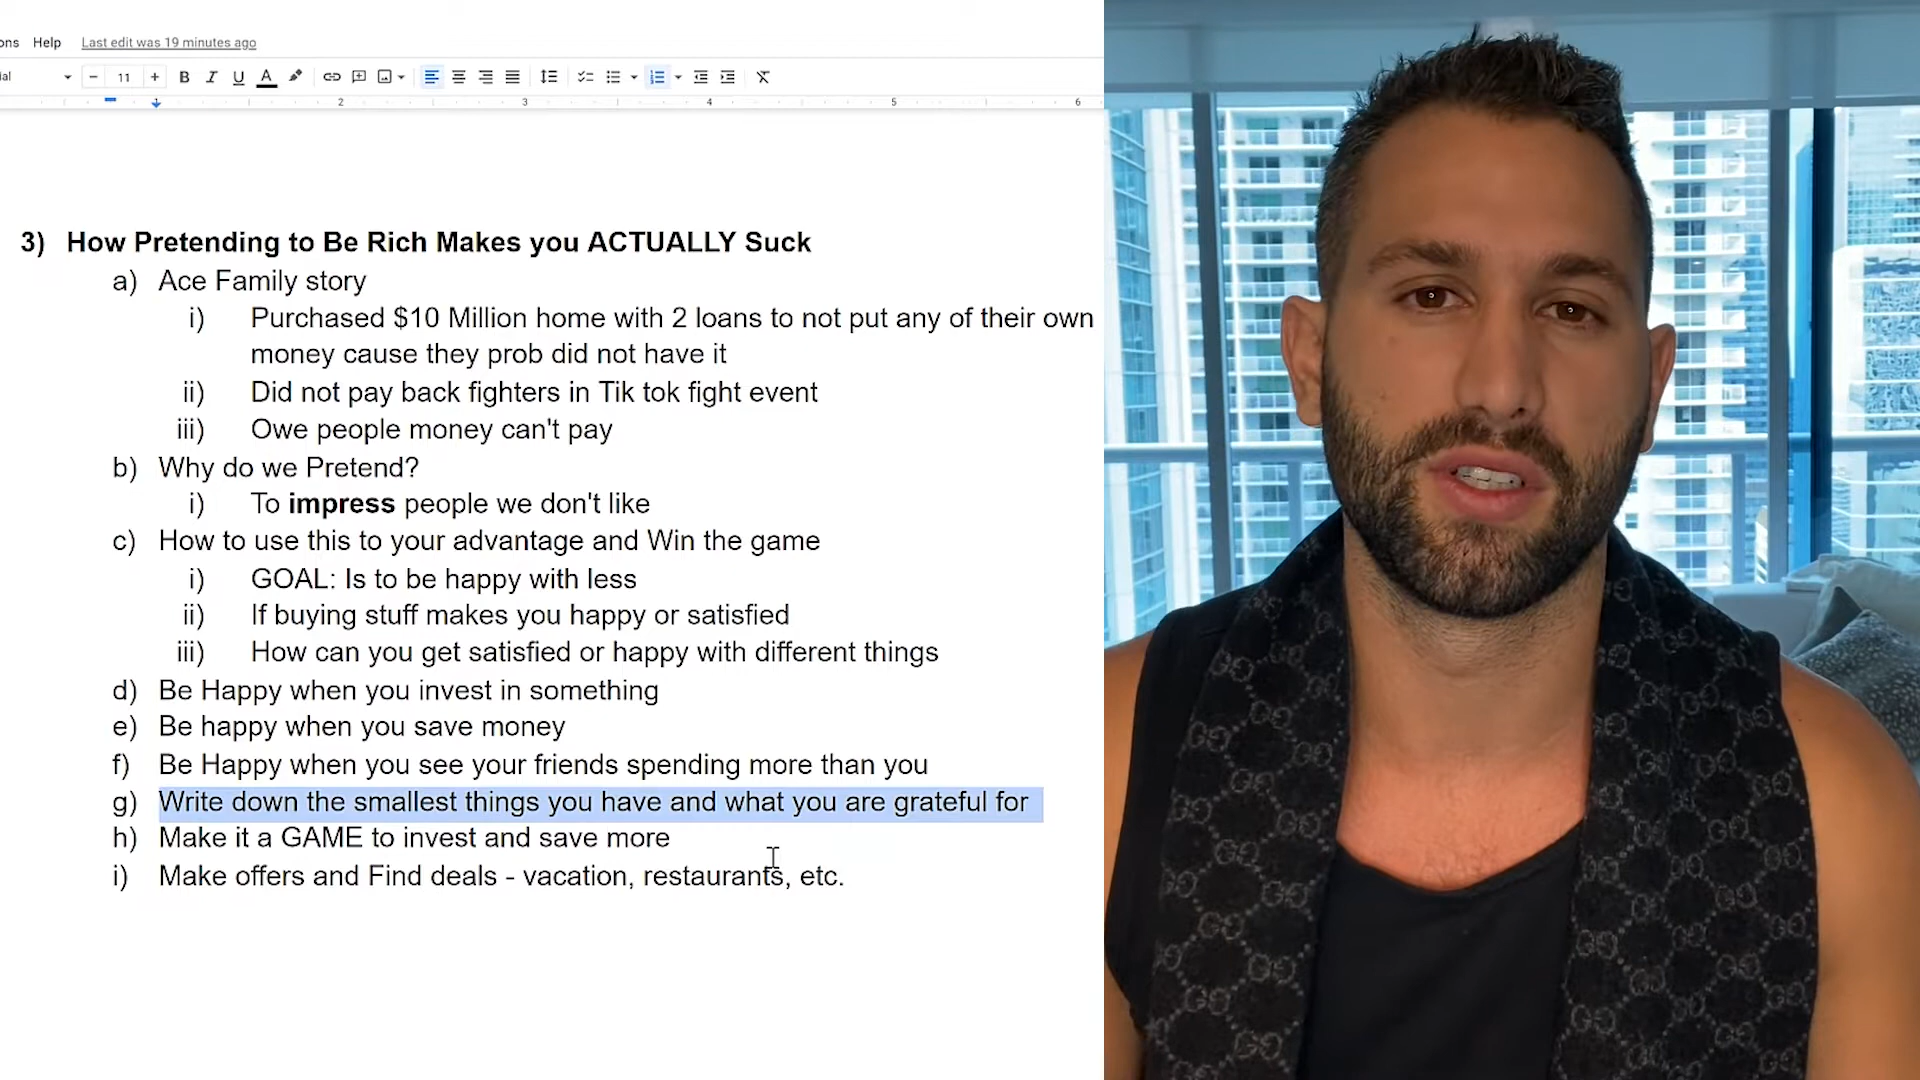 ons Help Last edit was 19 minutes ago
ial − 11 + B I U A
2 3 4 5 6
3) How Pretending to Be Rich Makes you ACTUALLY Suck
a) Ace Family story
i) Purchased $10 Million home with 2 loans to not put any of their own
money cause they prob did not have it
ii) Did not pay back fighters in Tik tok fight event
iii) Owe people money can't pay
b) Why do we Pretend?
i) To impress people we don't like
c) How to use this to your advantage and Win the game
i) GOAL: Is to be happy with less
ii) If buying stuff makes you happy or satisfied
iii) How can you get satisfied or happy with different things
d) Be Happy when you invest in something
e) Be happy when you save money
f) Be Happy when you see your friends spending more than you
g) Write down the smallest things you have and what you are grateful for
h) Make it a GAME to invest and save more
i) Make offers and Find deals - vacation, restaurants, etc.